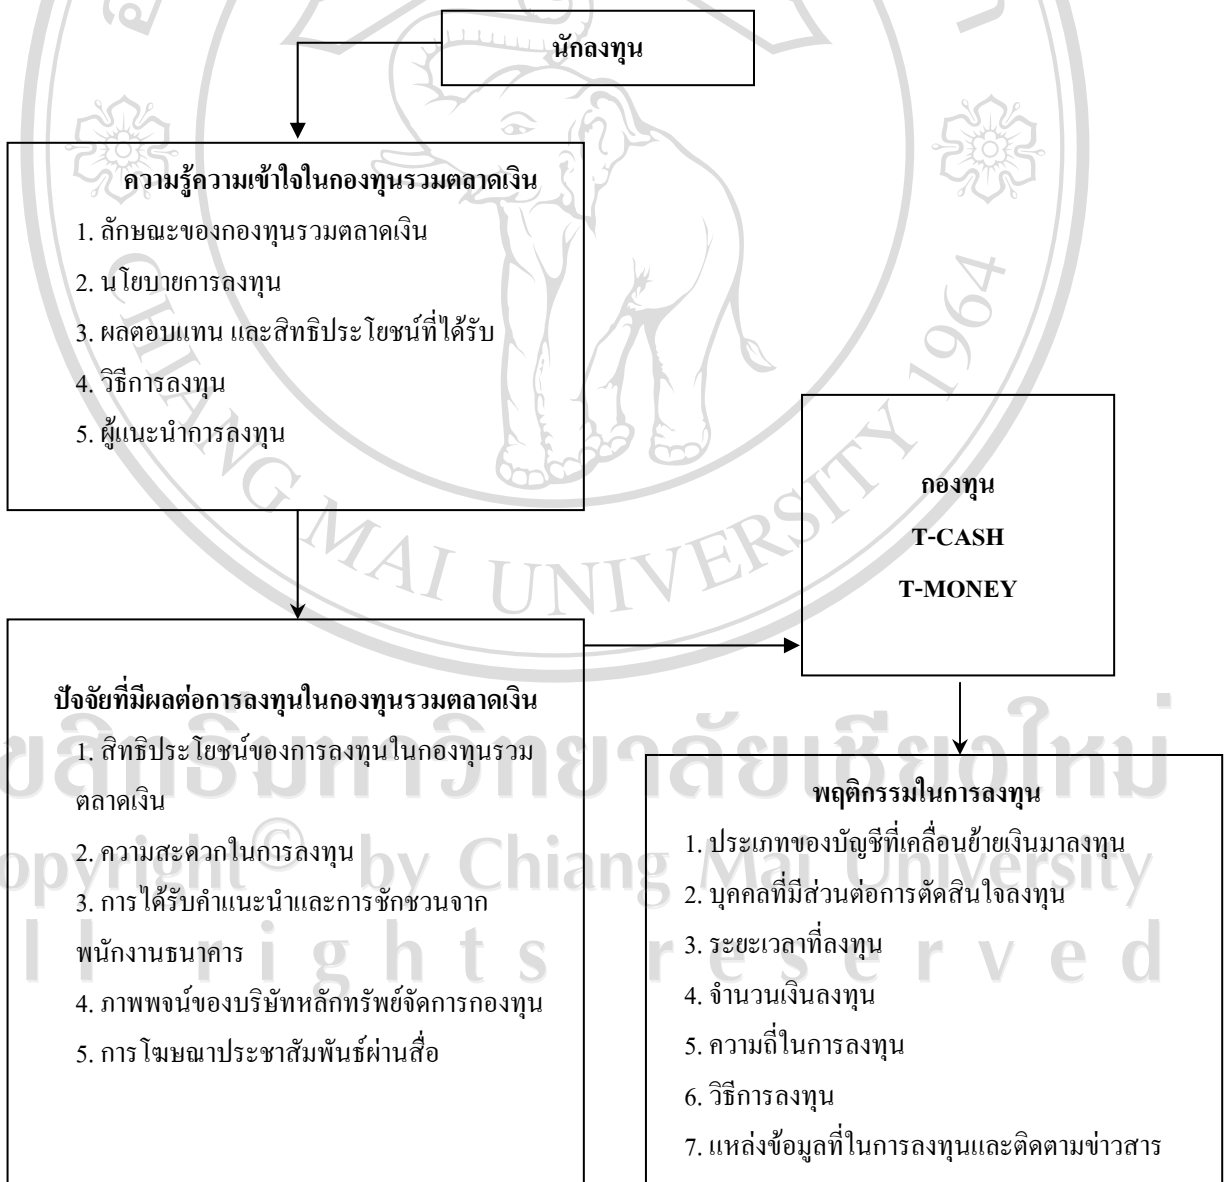 นักลงทุน
ความรู้ความเข้าใจในกองทุนรวมตลาดเงิน
1. ลักษณะของกองทุนรวมตลาดเงิน
2. นโยบายการลงทุน
3. ผลตอบแทน และสิทธิประโยชน์ที่ได้รับ
4. วิธีการลงทุน
5. ผู้แนะนำการลงทุน
กองทุน
T-CASH
T-MONEY
ปัจจัยที่มีผลต่อการลงทุนในกองทุนรวมตลาดเงิน
1. สิทธิประโยชน์ของการลงทุนในกองทุนรวม
ตลาดเงิน
2. ความสะดวกในการลงทุน
3. การได้รับคำแนะนำและการชักชวนจาก
พนักงานธนาคาร
4. ภาพพจน์ของบริษัทหลักทรัพย์จัดการกองทุน
5. การโฆษณาประชาสัมพันธ์ผ่านสื่อ
พฤติกรรมในการลงทุน
1. ประเภทของบัญชีที่เคลื่อนย้ายเงินมาลงทุน
2. บุคคลที่มีส่วนต่อการตัดสินใจลงทุน
3. ระยะเวลาที่ลงทุน
4. จำนวนเงินลงทุน
5. ความถี่ในการลงทุน
6. วิธีการลงทุน
7. แหล่งข้อมูลที่ในการลงทุนและติดตามข่าวสาร
CHIANG MAI UNIVERSITY 1964
ขสิทธิ์มหาวิทยาลัยเชียงใหม่
opyright © by Chiang Mai University
ll rights reserved